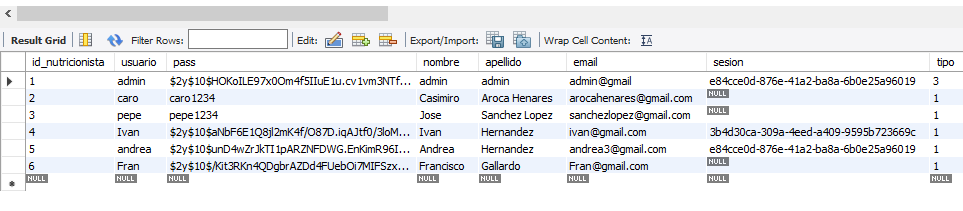 Result Grid Filter Rows: Edit: Export/Import: Wrap Cell Content: IA
id_nutricionista usuario pass nombre apellido email sesion tipo
1 admin $2y$10$HOKoILE97x0Om4f5IIuE1u.cv1vm3NTf... admin admin admin@gmail e84cce0d-876e-41a2-ba8a-6b0e25a96019 3
2 caro caro1234 Casimiro Aroca Henares arocahenares@gmail.com NULL 1
3 pepe pepe1234 Jose Sanchez Lopez sanchezlopez@gmail.com NULL 1
4 Ivan $2y$10$aNbF6E1Q8jl2mK4f/O87D.iqAJtf0/3loM... Ivan Hernandez ivan@gmail.com 3b4d30ca-309a-4eed-a409-9595b723669c 1
5 andrea $2y$10$unD4wZrJkTI1pARZNFDWG.EnKimR96I... Andrea Hernandez andrea3@gmail.com e84cce0d-876e-41a2-ba8a-6b0e25a96019 1
6 Fran $2y$10$/Kit3RKn4QDgbrAZDd4FUebOi7MIFSzx... Francisco Gallardo Fran@gmail.com NULL 1
NULL NULL NULL NULL NULL NULL NULL NULL